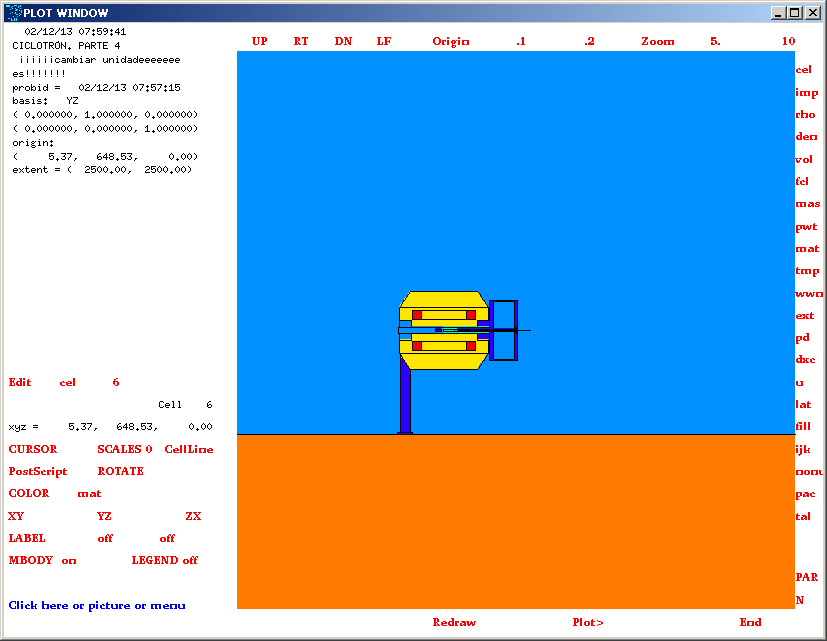 PLOT WINDOW
02/12/13 07:59:41
CICLOTRON. PARTE 4
iiiiiicambiar unidadeeeeeee
es!!!!!!!
probid = 02/12/13 07:57:15
basis: YZ
( 0.000000, 1.000000, 0.000000)
( 0.000000, 0.000000, 1.000000)
origin:
( 5.37, 648.53, 0.00)
extent = ( 2500.00, 2500.00)
UP RT DN LF Origin .1 .2 Zoom 5. 10
cel
imp
rho
den
vol
fcl
mas
pwt
mat
tmp
wwn
ext
pd
dxc
u
lat
fill
ijk
nonu
pac
tal
PAR
N
Edit cel 6
Cell 6
xyz = 5.37, 648.53, 0.00
CURSOR SCALES 0 CellLine
PostScript ROTATE
COLOR mat
XY YZ ZX
LABEL off off
MBODY on LEGEND off
Click here or picture or menu
Redraw Plot> End